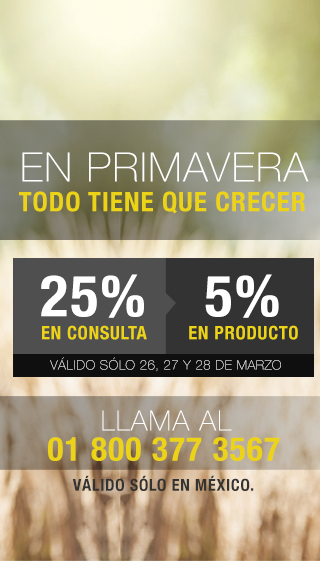 EN PRIMAVERA
TODO TIENE QUE CRECER
25% 5%
EN CONSULTA EN PRODUCTO
VÁLIDO SÓLO 26, 27 Y 28 DE MARZO
LLAMA AL
01 800 377 3567
VÁLIDO SÓLO EN MÉXICO.